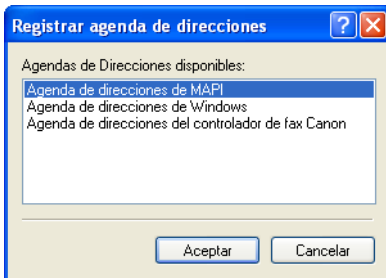 Registrar agenda de direcciones
Agendas de Direcciones disponibles:
Agenda de direcciones de MAPI
Agenda de direcciones de Windows
Agenda de direcciones del controlador de fax Canon
Aceptar
Cancelar